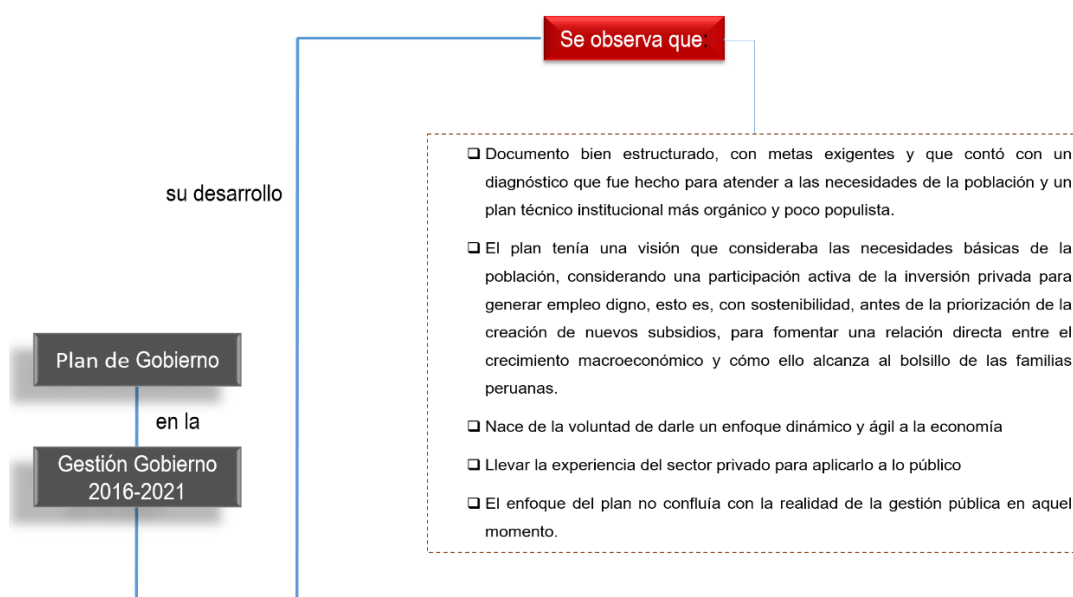 Se observa que:
su desarrollo
❑ Documento bien estructurado, con metas exigentes y que contó con un
diagnóstico que fue hecho para atender a las necesidades de la población y un
plan técnico institucional más orgánico y poco populista.
❑ El plan tenía una visión que consideraba las necesidades básicas de la
población, considerando una participación activa de la inversión privada para
generar empleo digno, esto es, con sostenibilidad, antes de la priorización de la
creación de nuevos subsidios, para fomentar una relación directa entre el
crecimiento macroeconómico y cómo ello alcanza al bolsillo de las familias
peruanas.
❑ Nace de la voluntad de darle un enfoque dinámico y ágil a la economía
❑ Llevar la experiencia del sector privado para aplicarlo a lo público
❑ El enfoque del plan no confluía con la realidad de la gestión pública en aquel
momento.
Plan de Gobierno
en la
Gestión Gobierno
2016-2021